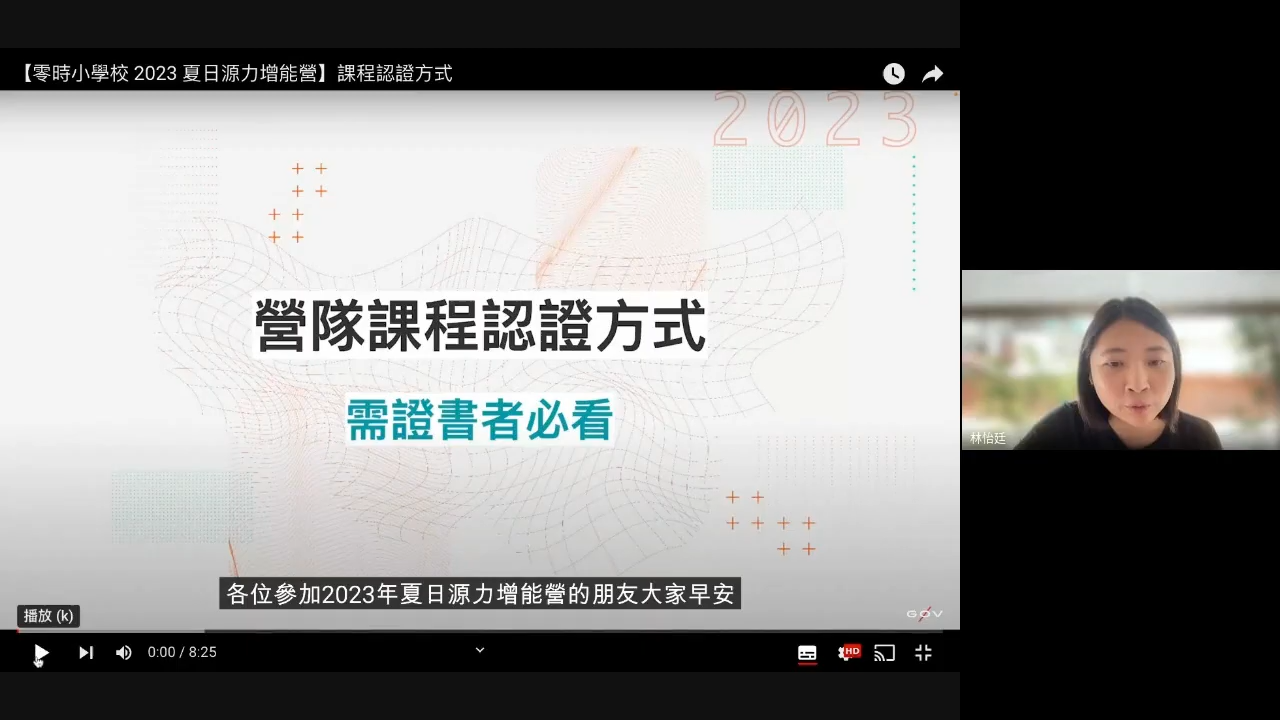 【零時小學校 2023 夏日源力增能營】課程認證方式
2023
營隊課程認證方式
需證書者必看
各位參加2023年夏日源力增能營的朋友大家早安
播放 (k)
G0V
0:00 / 8:25
HD
林怡廷